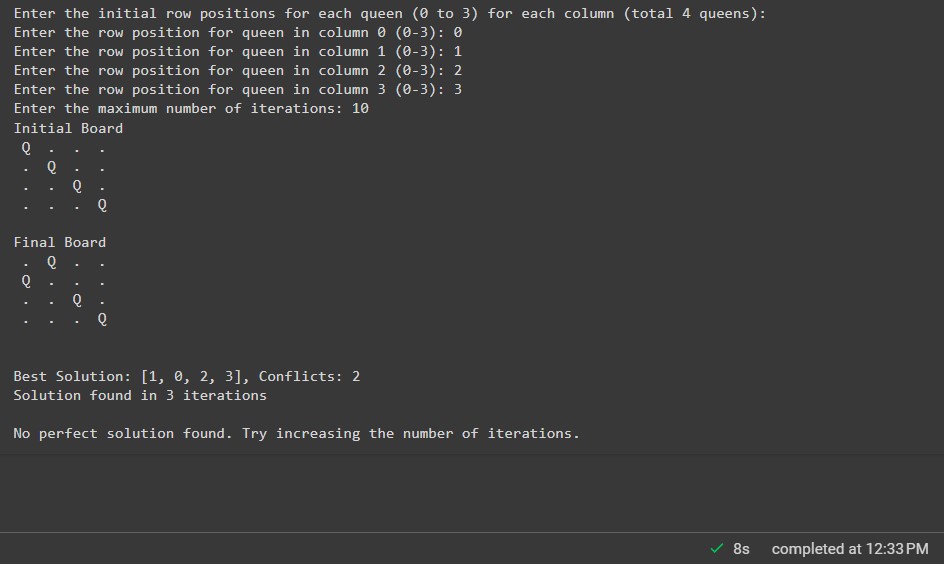 Enter the initial row positions for each queen (0 to 3) for each column (total 4 queens):
Enter the row position for queen in column 0 (0-3): 0
Enter the row position for queen in column 1 (0-3): 1
Enter the row position for queen in column 2 (0-3): 2
Enter the row position for queen in column 3 (0-3): 3
Enter the maximum number of iterations: 10
Initial Board
Q . . .
. Q . .
. . Q .
. . . Q
Final Board
. Q . .
Q . . .
. . Q .
. . . Q
Best Solution: [1, 0, 2, 3], Conflicts: 2
Solution found in 3 iterations
No perfect solution found. Try increasing the number of iterations.
8s completed at 12:33 PM